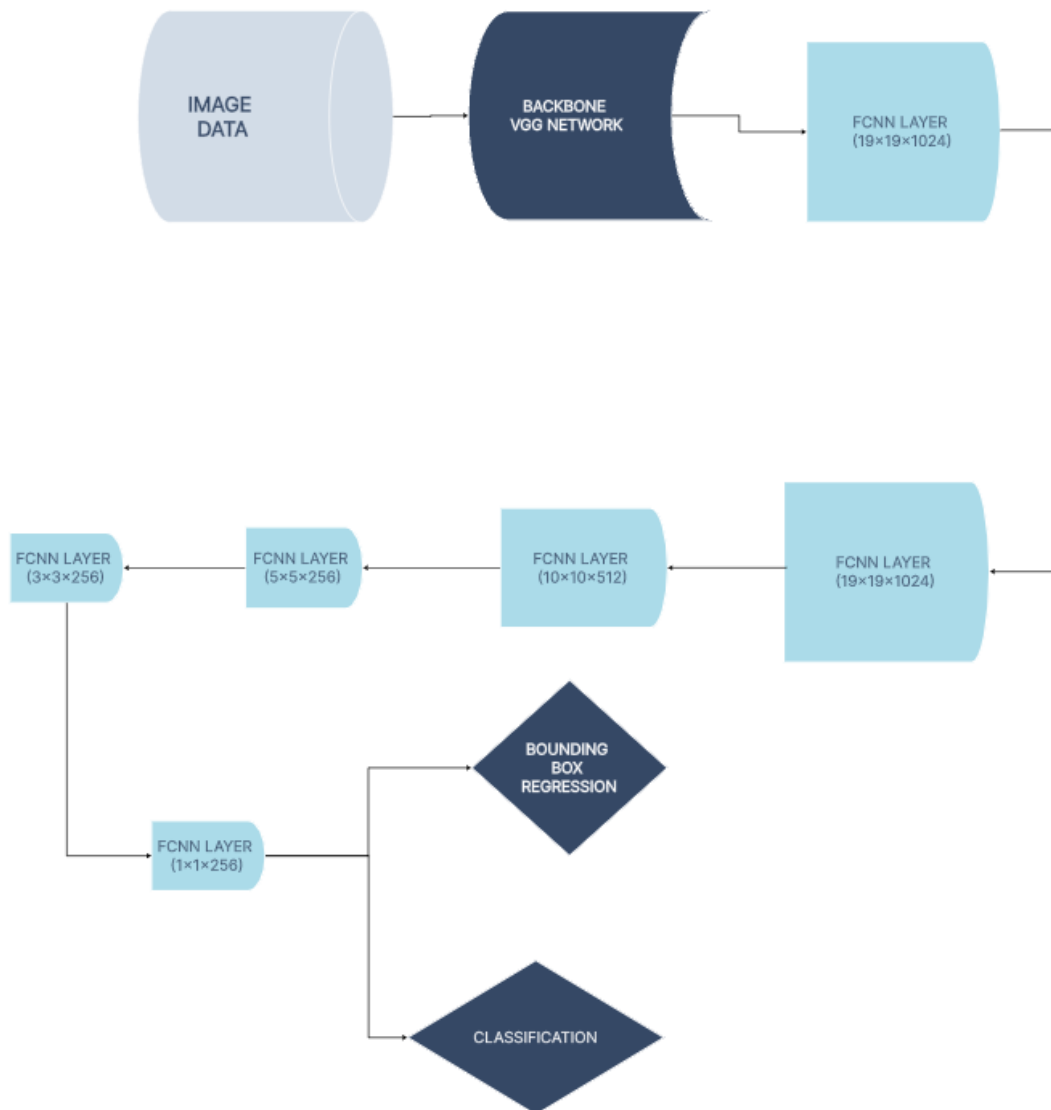 IMAGE
DATA
BACKBONE
VGG NETWORK
FCNN LAYER
(19×19×1024)
FCNN LAYER
(19×19×1024)
FCNN LAYER
(10×10×512)
FCNN LAYER
(5×5×256)
FCNN LAYER
(3×3×256)
FCNN LAYER
(1×1×256)
BOUNDING
BOX
REGRESSION
CLASSIFICATION